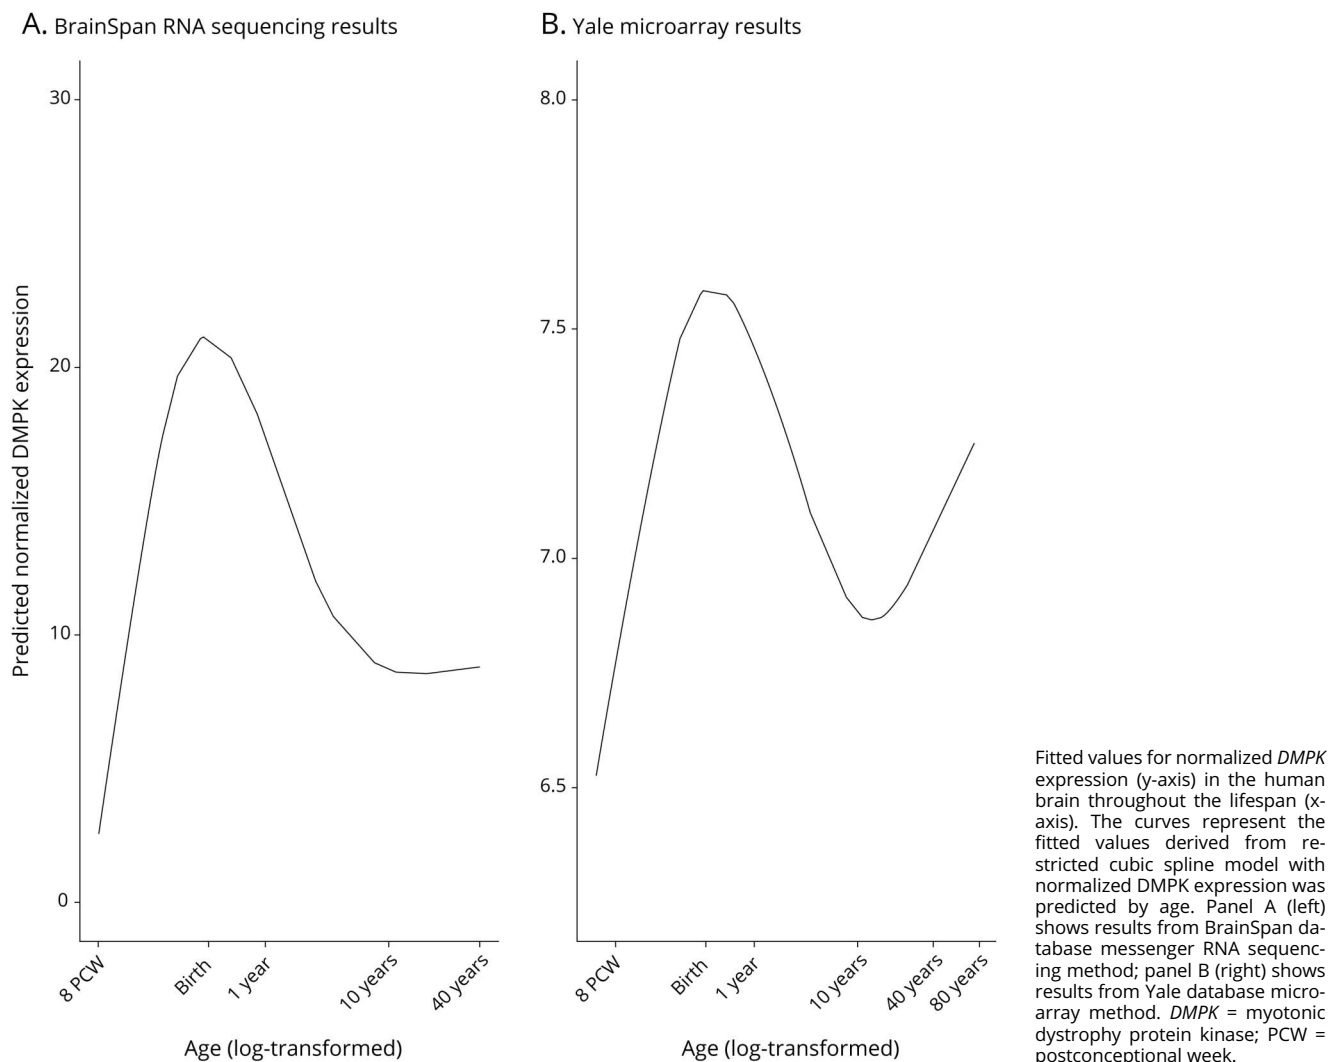 A. BrainSpan RNA sequencing results
30
20
10
0
Predicted normalized DMPK expression
8 PCW
Birth
1 year
10 years
40 years
Age (log-transformed)
B. Yale microarray results
8.0
7.5
7.0
6.5
8 PCW
Birth
1 year
10 years
40 years
80 years
Age (log-transformed)
Fitted values for normalized DMPK
expression (y-axis) in the human
brain throughout the lifespan (x-
axis). The curves represent the
fitted values derived from re-
stricted cubic spline model with
normalized DMPK expression was
predicted by age. Panel A (left)
shows results from BrainSpan da-
tabase messenger RNA sequenc-
ing method; panel B (right) shows
results from Yale database micro-
array method. DMPK = myotonic
dystrophy protein kinase; PCW =
postconceptional week.